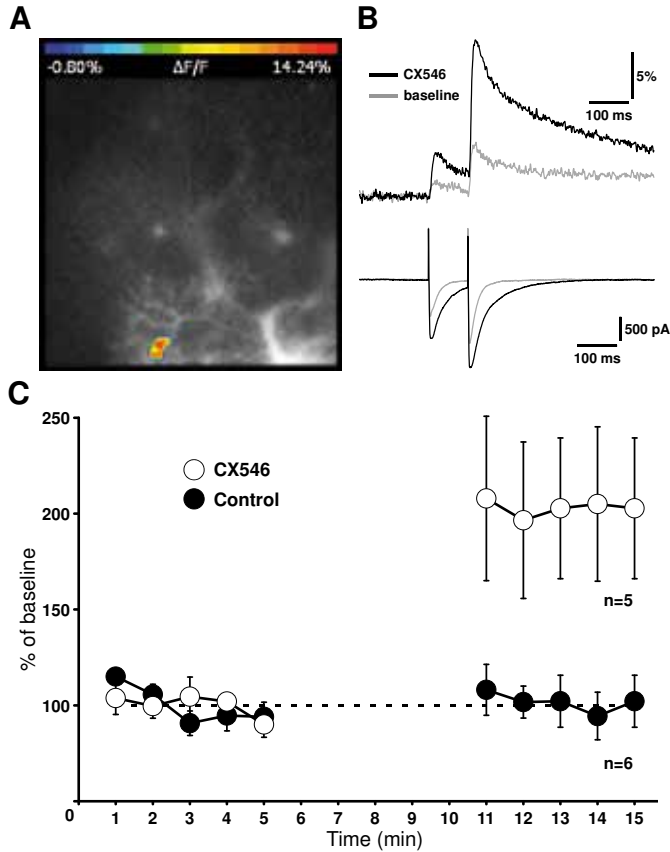 A
-0.80% ΔF/F 14.24%
B
CX546
baseline
5%
100 ms
500 pA
100 ms
C
250
200
150
100
0
% of baseline
CX546
Control
n=5
n=6
1 2 3 4 5 6 7 8 9 10 11 12 13 14 15
Time (min)